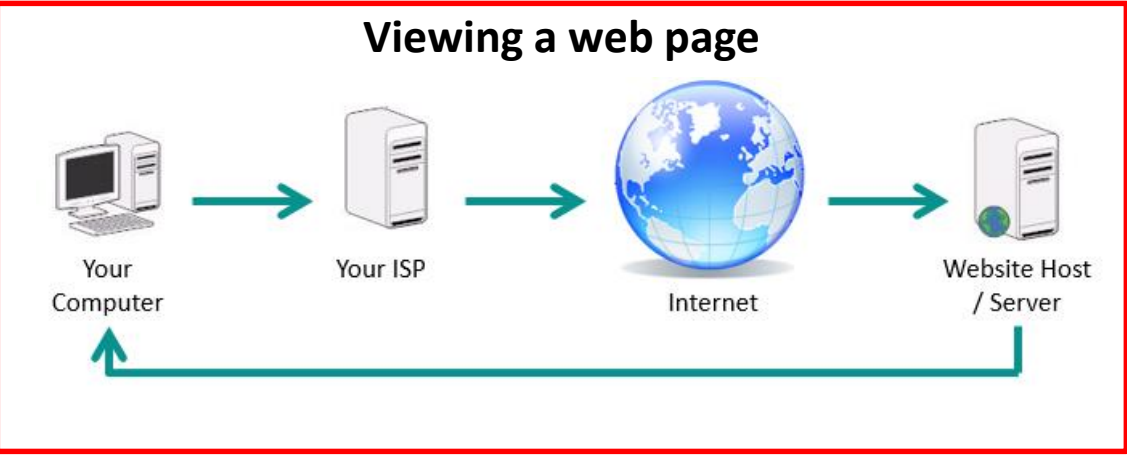 Viewing a web page
Your
Computer
Your ISP
Internet
Website Host
/ Server